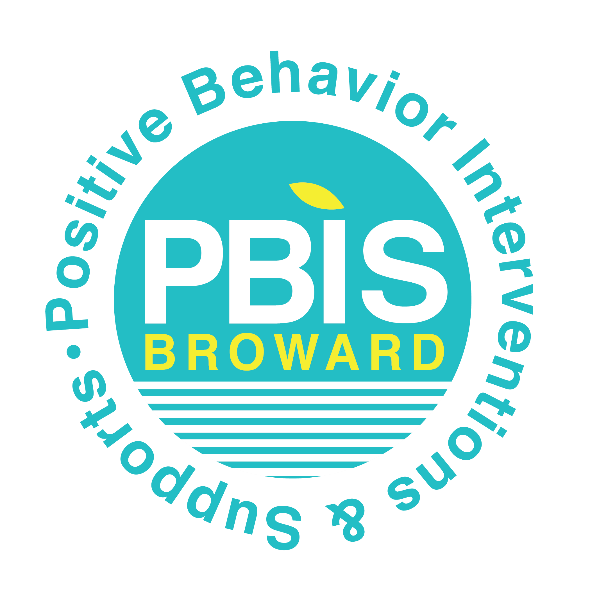 Positive Behavior Interventions & Supports •
PBIS
BROWARD